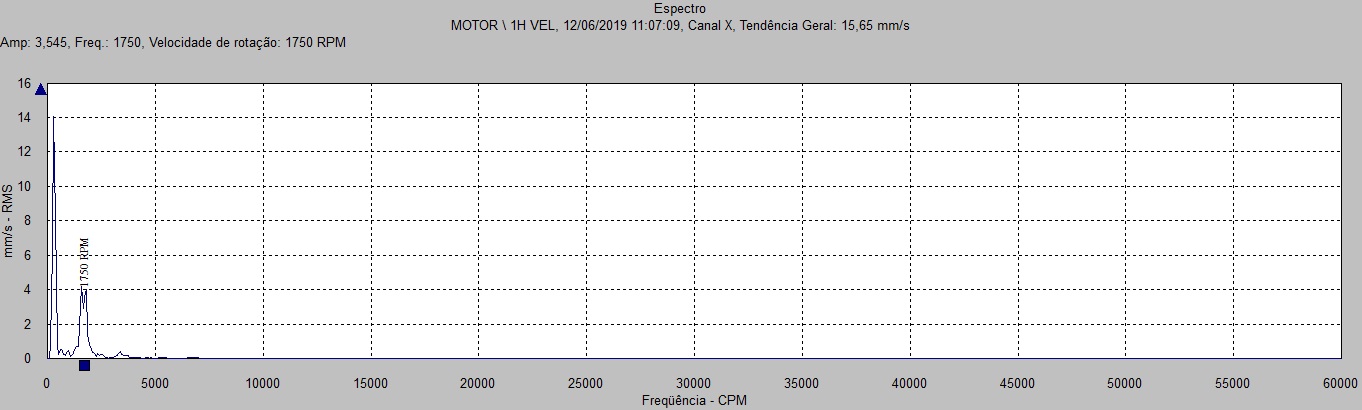 Espectro
MOTOR \ 1H VEL, 12/06/2019 11:07:09, Canal X, Tendência Geral: 15,65 mm/s
Amp: 3,545, Freq.: 1750, Velocidade de rotação: 1750 RPM
16
14
12
10
8
6
4
2
0
mm/s - RMS
1750 RPM
0 5000 10000 15000 20000 25000 30000 35000 40000 45000 50000 55000 60000
Freqüência - CPM